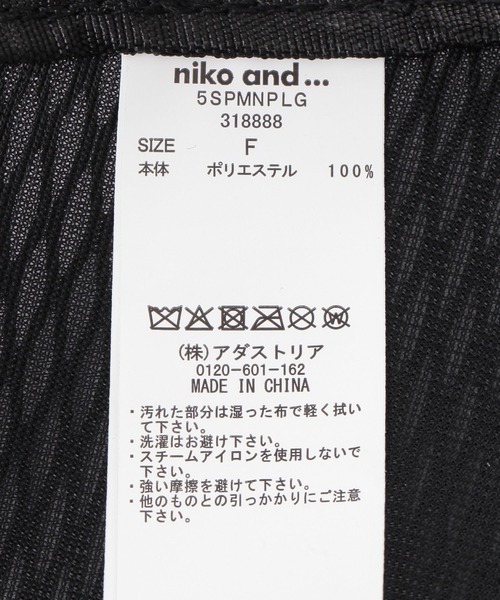 niko and...
5SPMNPLG
318888
SIZE F
本体 ポリエステル 100%
(株)アダストリア
0120-601-162
MADE IN CHINA
・汚れた部分は湿った布で軽く拭い
て下さい。
・洗濯はお避け下さい。
・スチームアイロンを使用しないで
下さい。
・強い摩擦を避けて下さい。
・他のものとの引っかかりにご注意
下さい。